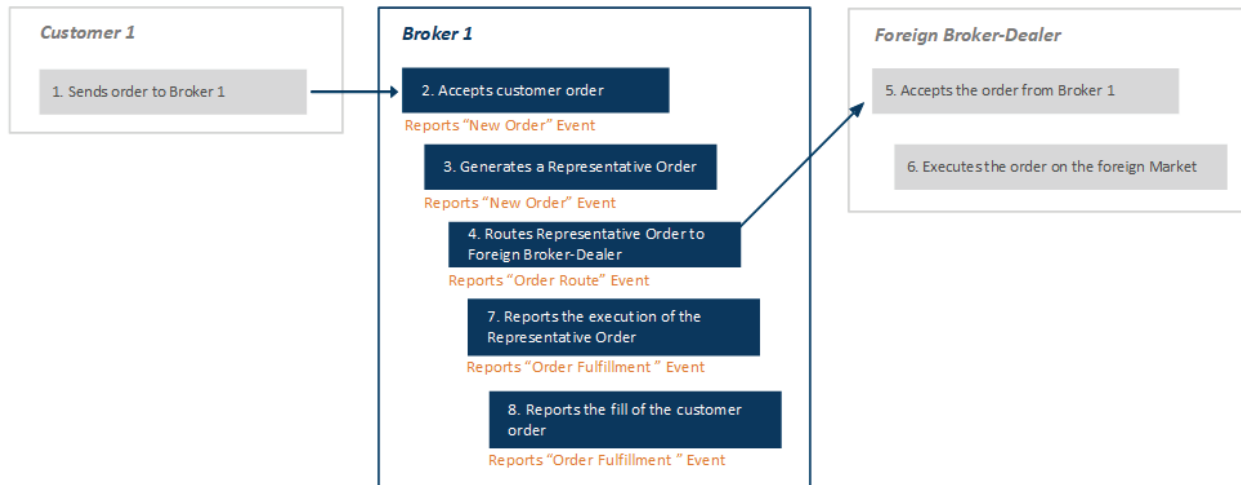 Customer 1
1. Sends order to Broker 1
Broker 1
2. Accepts customer order
Reports “New Order” Event
3. Generates a Representative Order
Reports “New Order” Event
4. Routes Representative Order to
Foreign Broker-Dealer
Reports “Order Route” Event
7. Reports the execution of the
Representative Order
Reports “Order Fulfillment ” Event
8. Reports the fill of the customer
order
Reports “Order Fulfillment ” Event
Foreign Broker-Dealer
5. Accepts the order from Broker 1
6. Executes the order on the foreign Market